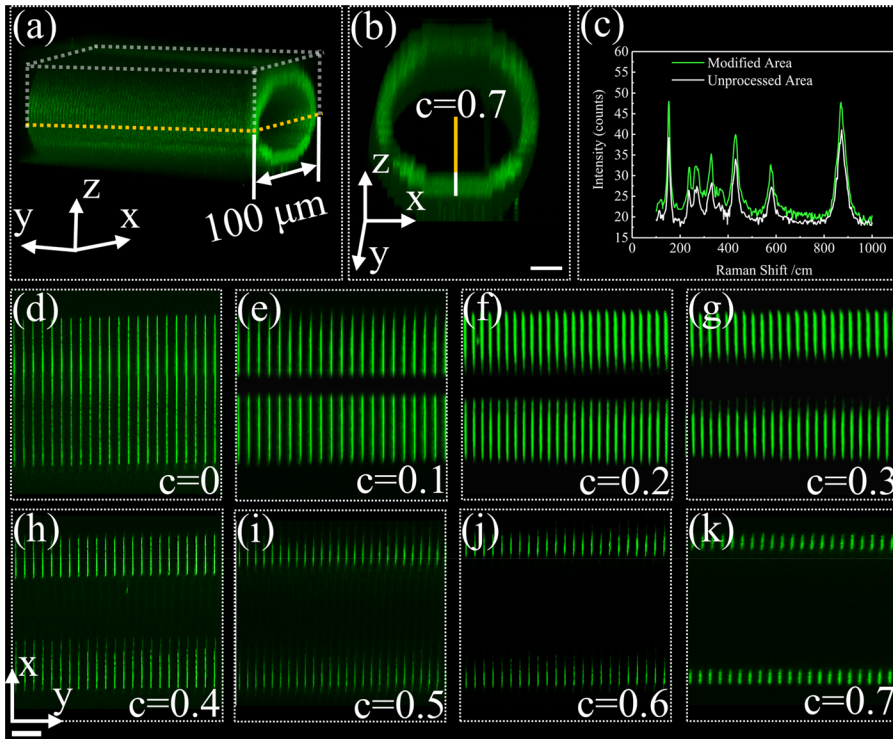 (a)
z
y
x
100 μm
(b)
c=0.7
z
x
y
(c)
60
55
50
45
40
35
30
25
20
15
Intensity (counts)
Modified Area
Unprocessed Area
200
400
600
800
1000
Raman Shift /cm
(d)
c=0
(e)
c=0.1
(f)
c=0.2
(g)
c=0.3
(h)
x
y
c=0.4
(i)
c=0.5
(j)
c=0.6
(k)
c=0.7